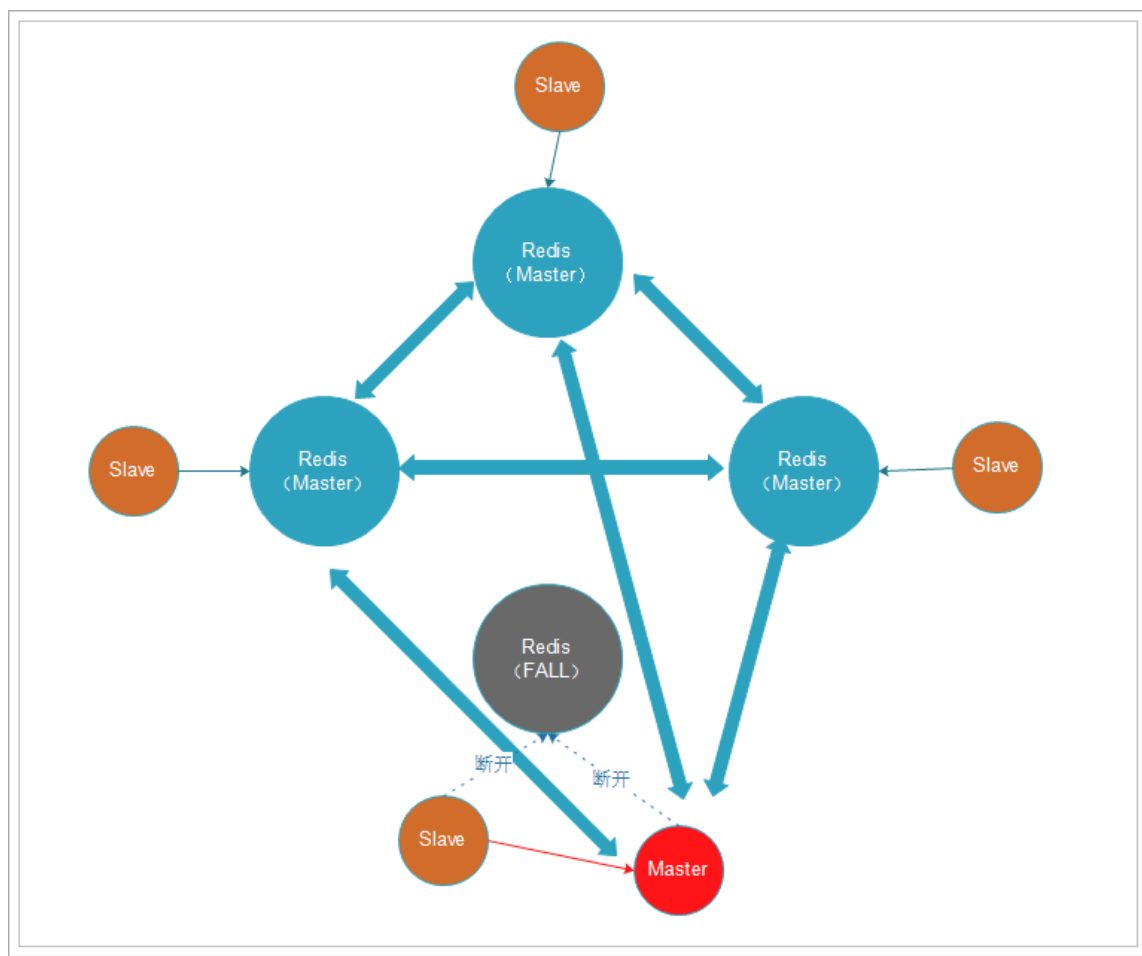 Slave
Redis
（Master）
Redis
（Master）
Redis
（Master）
Slave
Slave
Redis
（FALL）
断开
断开
Slave
Master